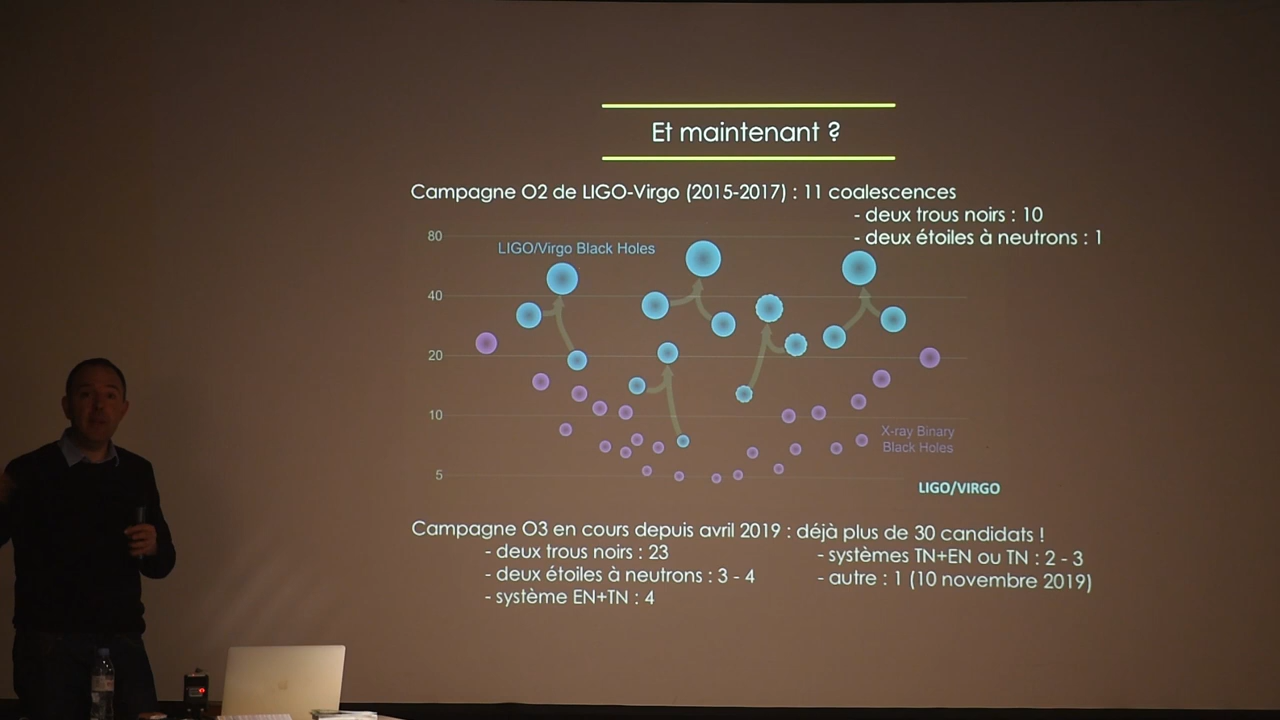 Et maintenant ?
Campagne O2 de LIGO-Virgo (2015-2017) : 11 coalescences
- deux trous noirs : 10
- deux étoiles à neutrons : 1
80
LIGO/Virgo Black Holes
40
20
10
X-ray Binary
Black Holes
5
LIGO/VIRGO
Campagne O3 en cours depuis avril 2019 : déjà plus de 30 candidats !
- deux trous noirs : 23
- systèmes TN+EN ou TN : 2 - 3
- deux étoiles à neutrons : 3 - 4
- autre : 1 (10 novembre 2019)
- système EN+TN : 4